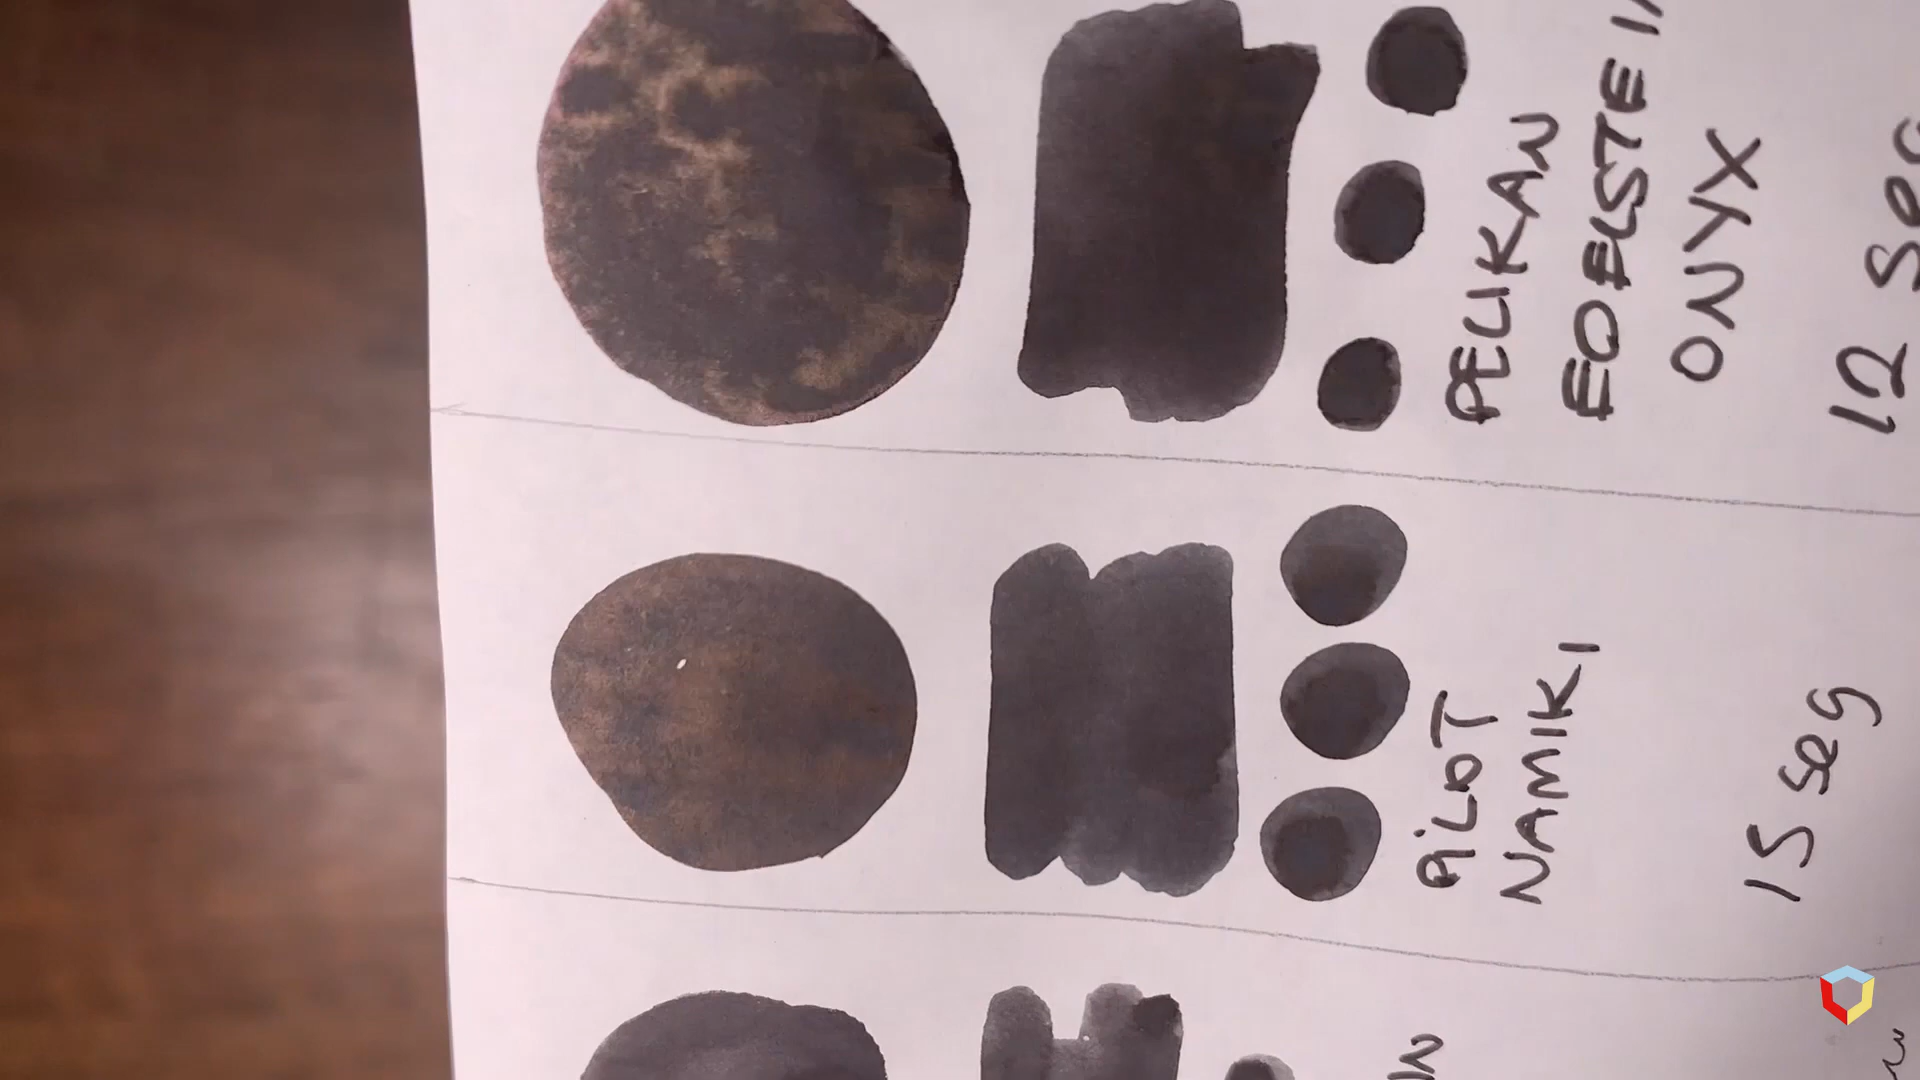 PELIKAN
EDELSTEIN
ONYX
12 Seg
PiLOT
NAMIKI
15 seg